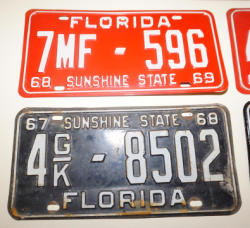 FLORIDA
7MF - 596
68 SUNSHINE STATE 69
67 SUNSHINE STATE 68
4 G/K - 8502
FLORIDA